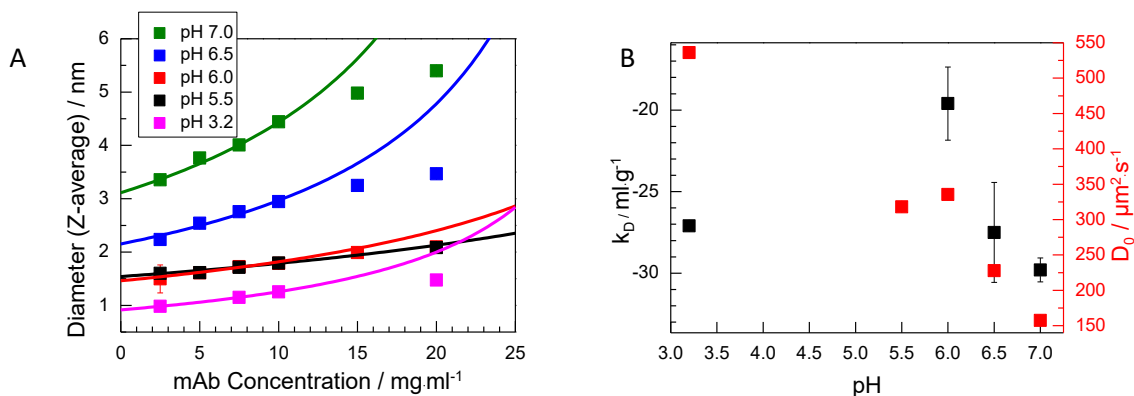 A
Diameter (Z-average) / nm
6
5
4
3
2
1
pH 7.0
pH 6.5
pH 6.0
pH 5.5
pH 3.2
0 5 10 15 20 25
mAb Concentration / mg.ml⁻¹
B
k_D / ml.g⁻¹
-20
-25
-30
3.0 3.5 4.0 4.5 5.0 5.5 6.0 6.5 7.0
pH
550
500
450
400
350
300
250
200
150
D₀ / µm².s⁻¹